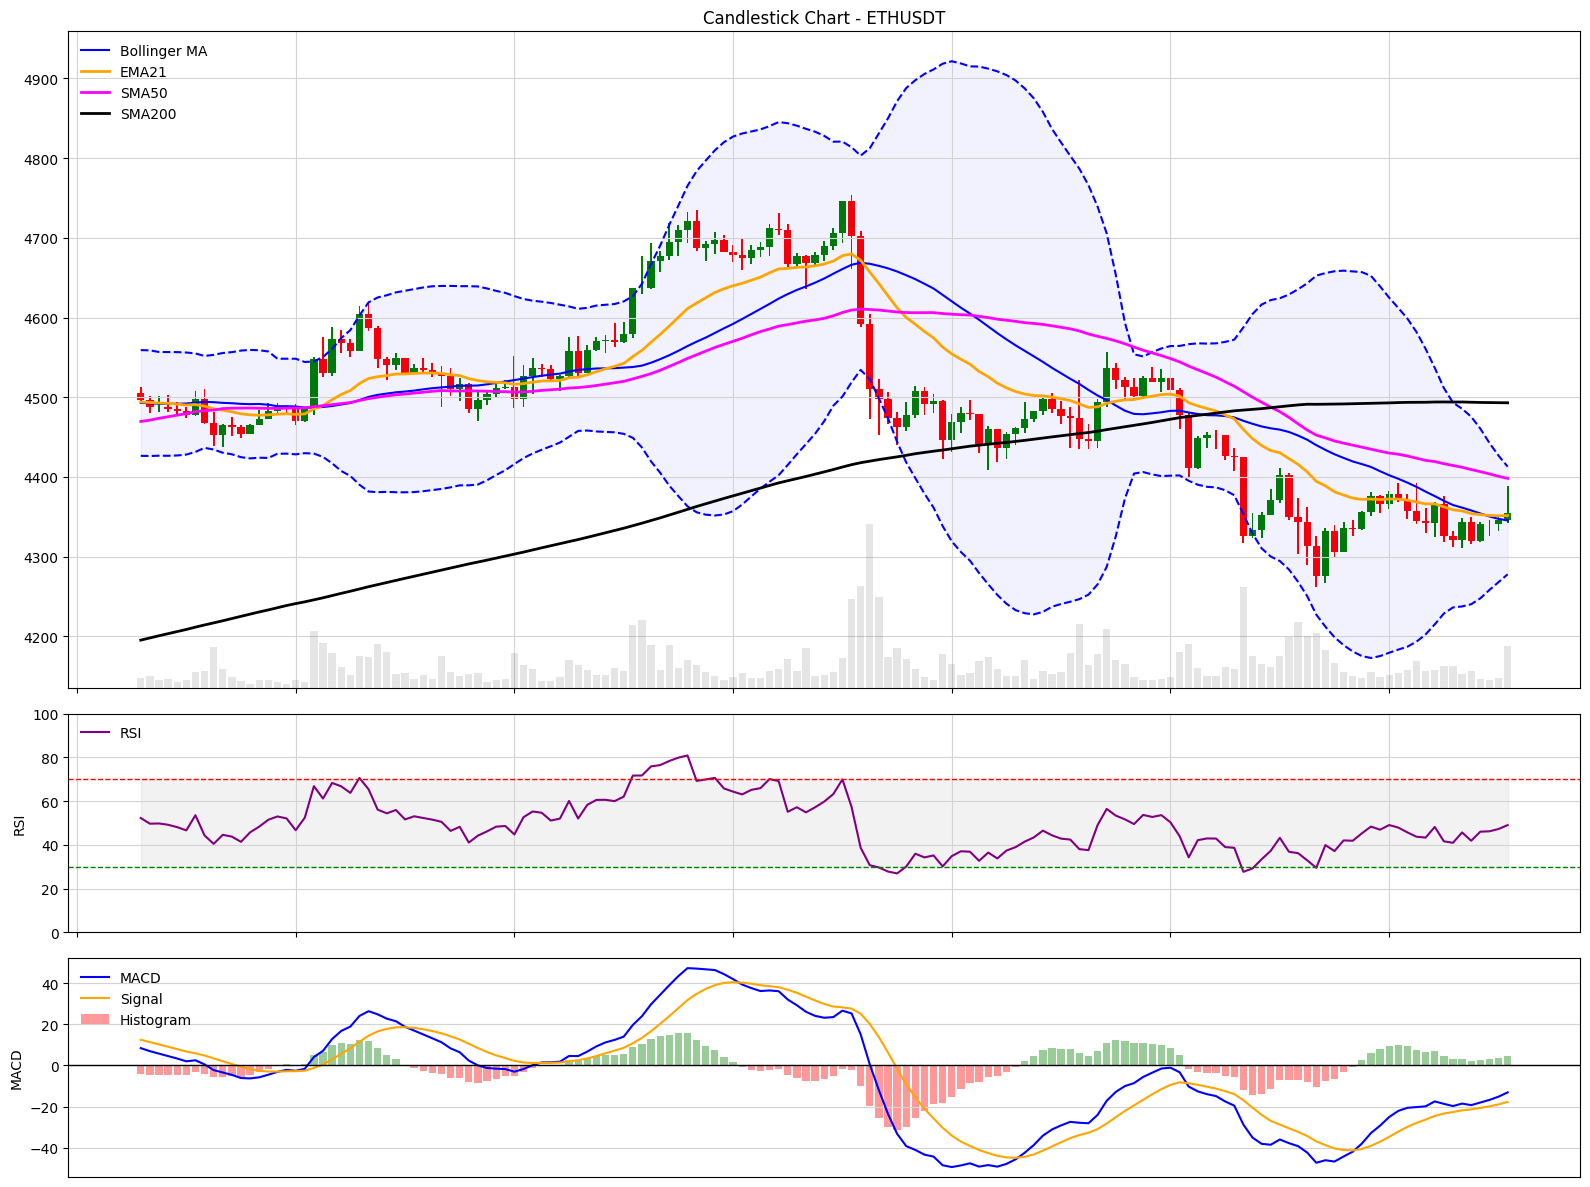 Candlestick Chart - ETHUSDT
Bollinger MA
EMA21
SMA50
SMA200
4900
4800
4700
4600
4500
4400
4300
4200
100
80
60
40
20
0
RSI
RSI
40
20
0
−20
−40
MACD
MACD
Signal
Histogram